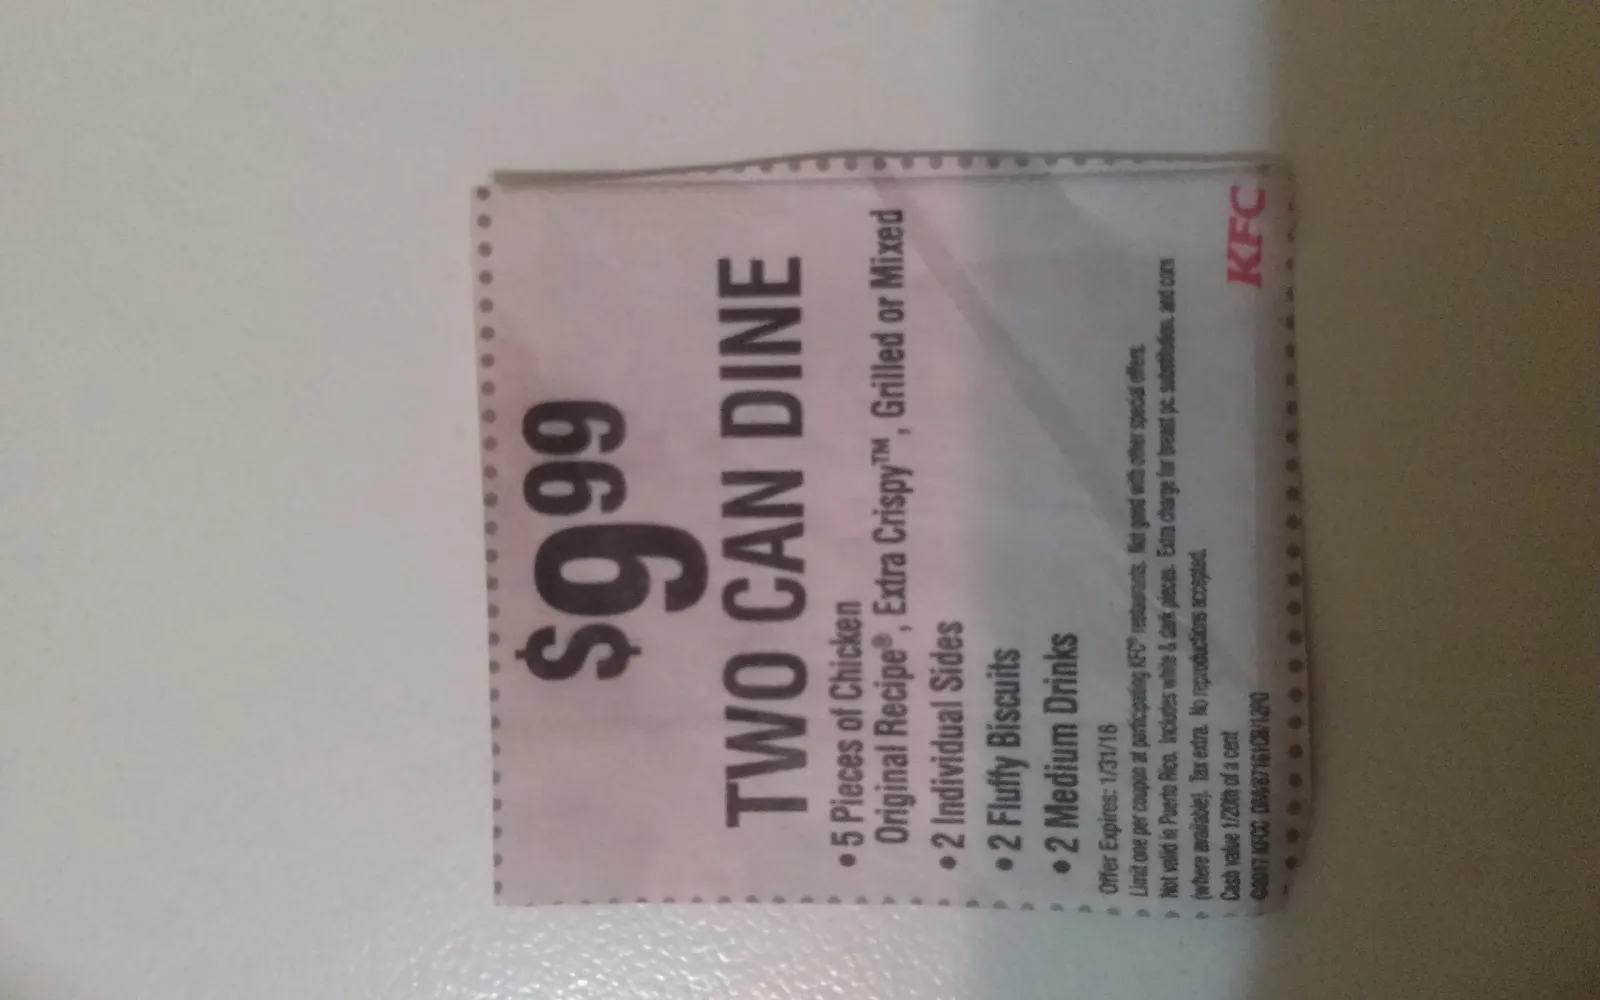 $9.99
TWO CAN DINE
• 5 Pieces of Chicken
Original Recipe®, Extra Crispy™, Grilled or Mixed
• 2 Individual Sides
• 2 Fluffy Biscuits
• 2 Medium Drinks
Offer Expires: 1/31/18
Limit one per coupon at participating KFC® restaurants. Not good with other special offers.
Not valid in Puerto Rico. Includes white & dark pieces. Extra charge for breast pc. substitution, and corn
(where available). Tax extra. No reproductions accepted.
Cash value 1/20th of a cent
©2017 KFCC
KFC